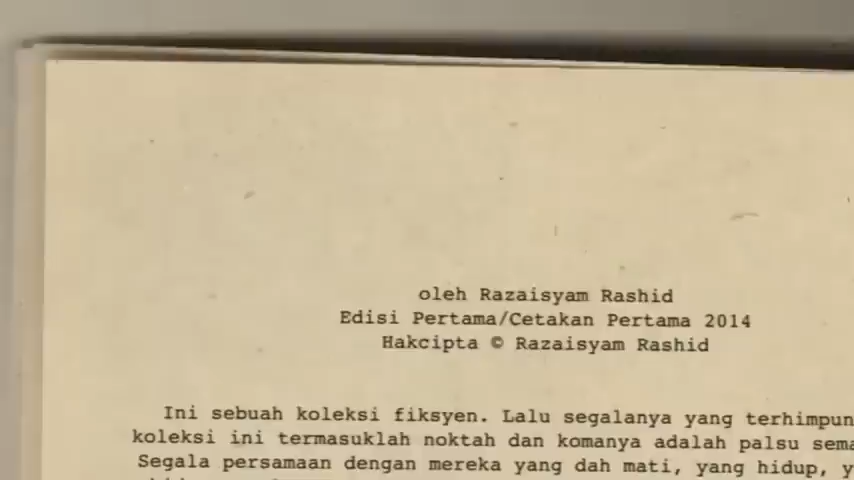 oleh Razaisyam Rashid
Edisi Pertama/Cetakan Pertama 2014
Hakcipta © Razaisyam Rashid
Ini sebuah koleksi fiksyen. Lalu segalanya yang terhimpun
koleksi ini termasuklah noktah dan komanya adalah palsu
Segala persamaan dengan mereka yang dah mati, yang hidup,